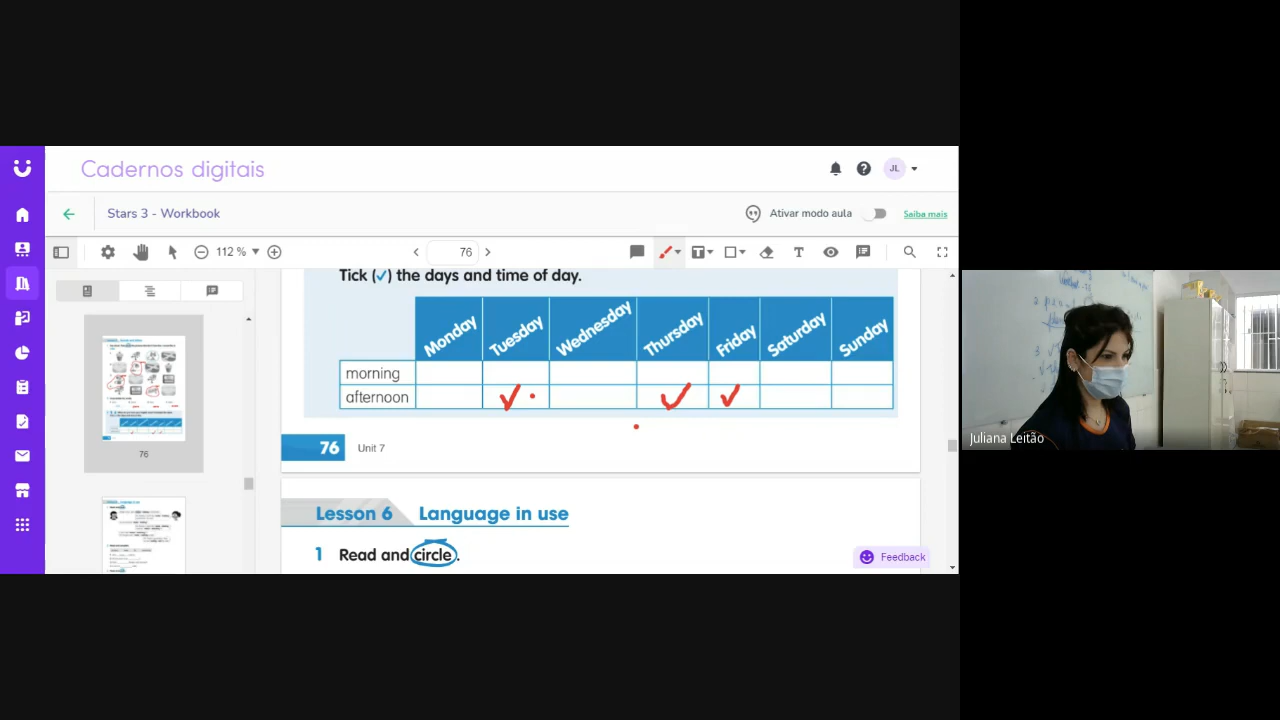 Cadernos digitais
JL
Stars 3 - Workbook
Ativar modo aula
Saiba mais
112 %
76
Tick (✓) the days and time of day.
Monday Tuesday Wednesday Thursday Friday Saturday Sunday
morning
afternoon
76 Unit 7
76
Lesson 6 Language in use
1 Read and circle.
Feedback
Juliana Leitão